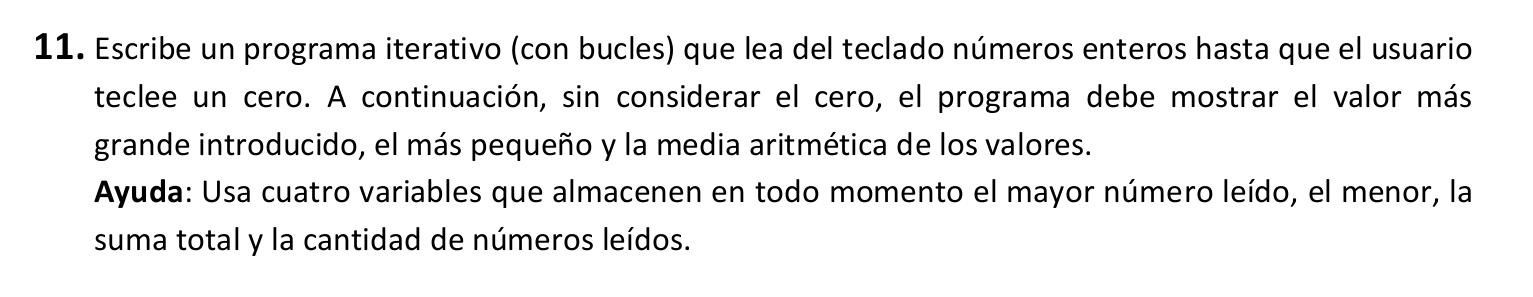 11. Escribe un programa iterativo (con bucles) que lea del teclado números enteros hasta que el usuario
teclee un cero. A continuación, sin considerar el cero, el programa debe mostrar el valor más
grande introducido, el más pequeño y la media aritmética de los valores.
Ayuda: Usa cuatro variables que almacenen en todo momento el mayor número leído, el menor, la
suma total y la cantidad de números leídos.